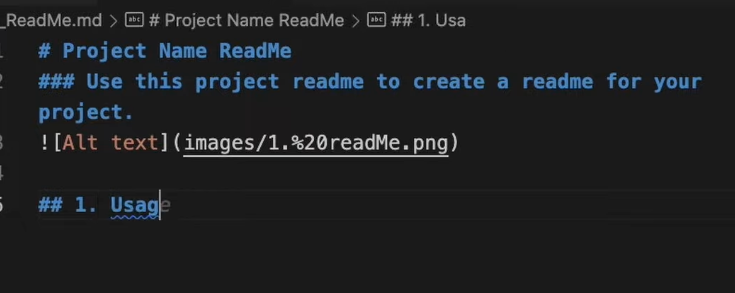 _ReadMe.md > # Project Name ReadMe > ## 1. Usa
# Project Name ReadMe
2 ### Use this project readme to create a readme for your
project.
3 ![Alt text](images/1.%20readMe.png)
4
5 ## 1. Usage